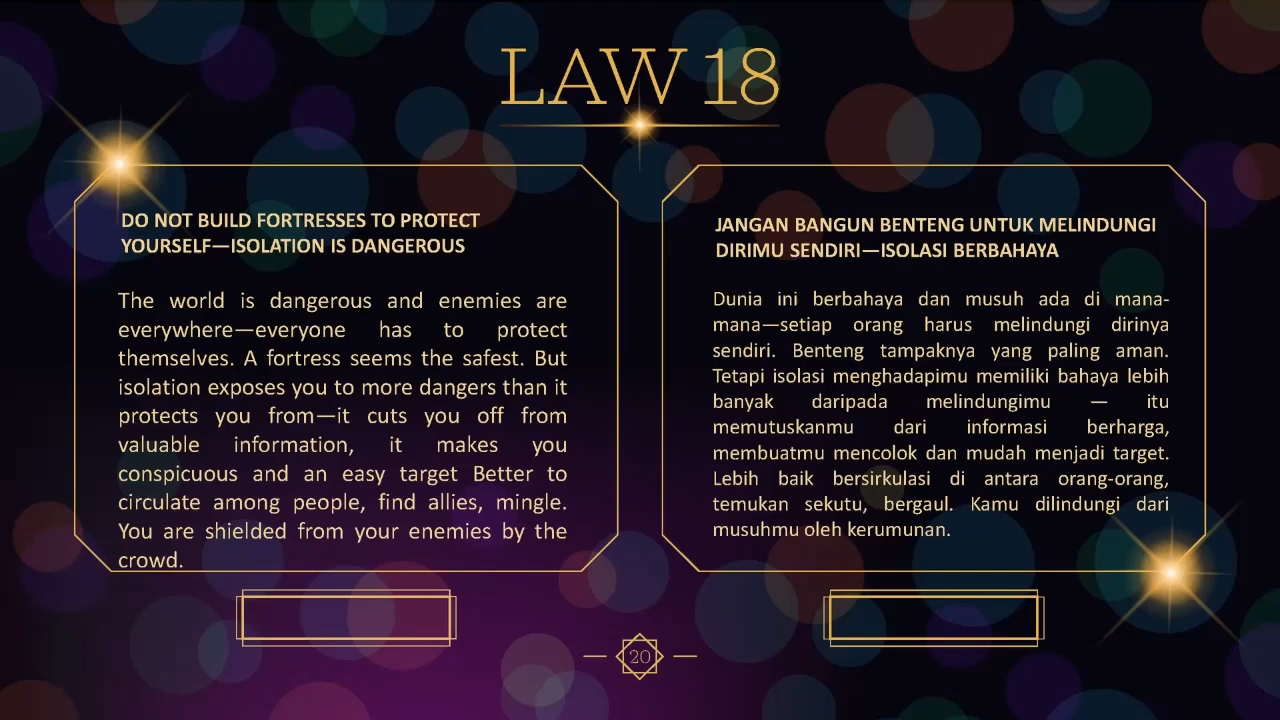 LAW 18
DO NOT BUILD FORTRESSES TO PROTECT
YOURSELF—ISOLATION IS DANGEROUS
The world is dangerous and enemies are
everywhere—everyone has to protect
themselves. A fortress seems the safest. But
isolation exposes you to more dangers than it
protects you from—it cuts you off from
valuable information, it makes you
conspicuous and an easy target Better to
circulate among people, find allies, mingle.
You are shielded from your enemies by the
crowd.
JANGAN BANGUN BENTENG UNTUK MELINDUNGI
DIRIMU SENDIRI—ISOLASI BERBAHAYA
Dunia ini berbahaya dan musuh ada di mana-
mana—setiap orang harus melindungi dirinya
sendiri. Benteng tampaknya yang paling aman.
Tetapi isolasi menghadapimu memiliki bahaya lebih
banyak daripada melindungimu — itu
memutuskanmu dari informasi berharga,
membuatmu mencolok dan mudah menjadi target.
Lebih baik bersirkulasi di antara orang-orang,
temukan sekutu, bergaul. Kamu dilindungi dari
musuhmu oleh kerumunan.
20